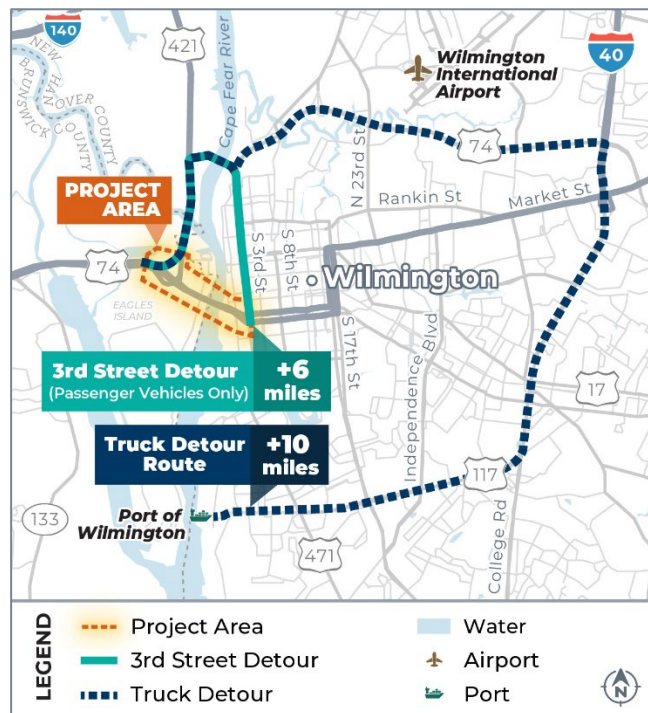 140
421
Cape Fear River
NEW HANOVER COUNTY
BRUNSWICK COUNTY
Wilmington
International
Airport
40
74
N 23rd St
Rankin St
Market St
PROJECT
AREA
74
EAGLES
ISLAND
S 3rd St
S 8th St
Wilmington
S 17th St
Independence Blvd
17
3rd Street Detour
(Passenger Vehicles Only)
+6
miles
Truck Detour
Route
+10
miles
117
College Rd
133
Port of
Wilmington
471
LEGEND
Project Area
3rd Street Detour
Truck Detour
Water
Airport
Port
N